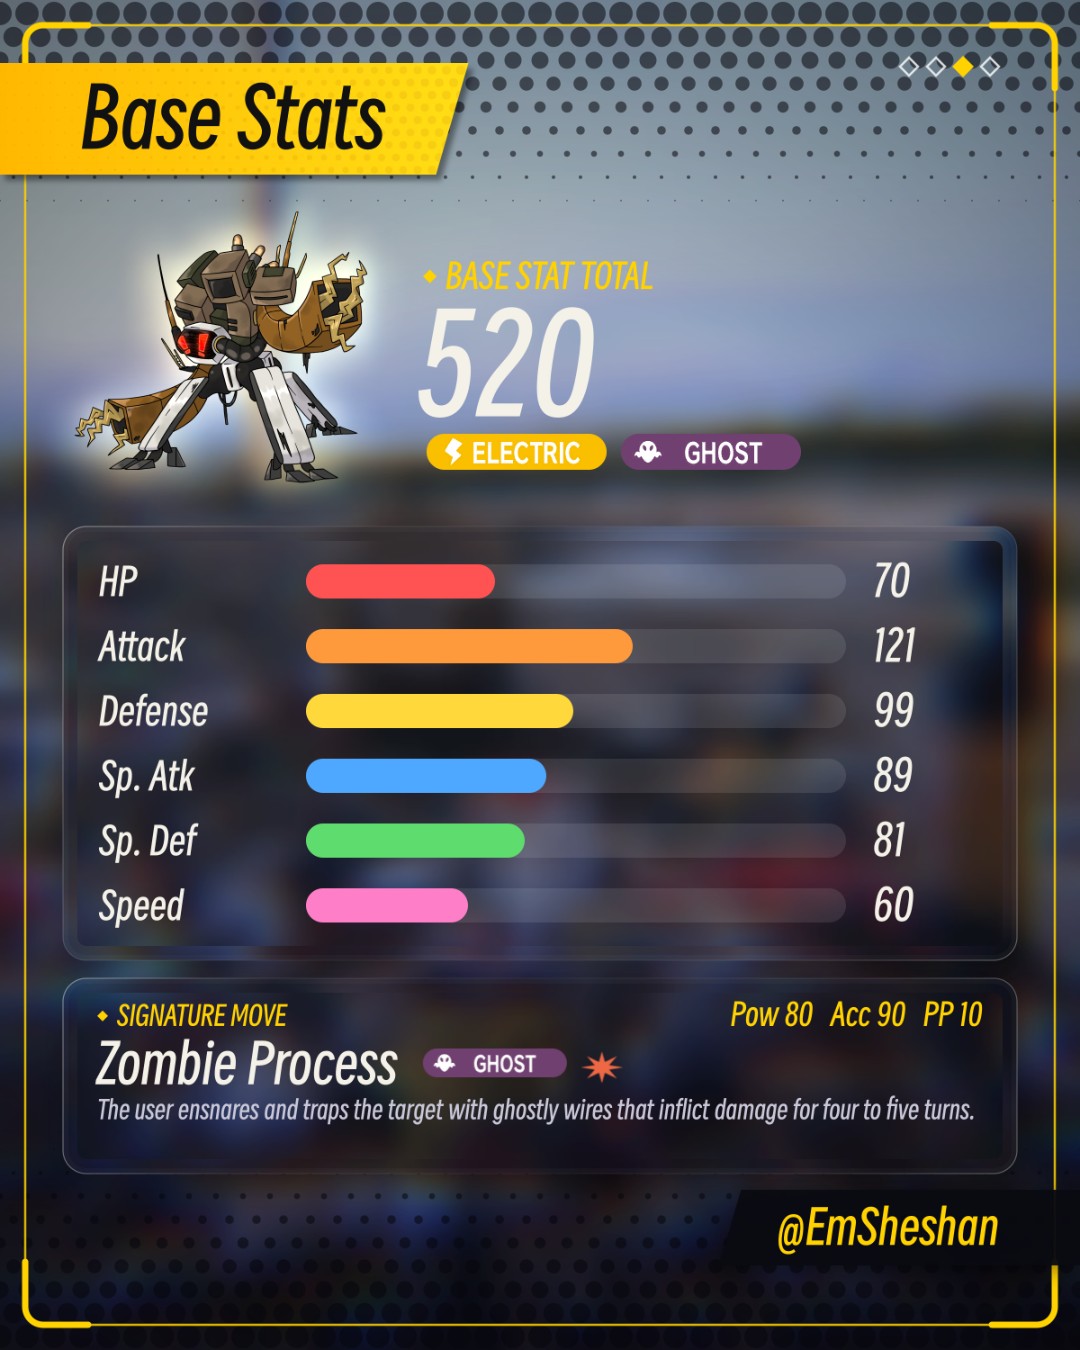 Base Stats
BASE STAT TOTAL
520
ELECTRIC GHOST
HP 70
Attack 121
Defense 99
Sp. Atk 89
Sp. Def 81
Speed 60
SIGNATURE MOVE Pow 80 Acc 90 PP 10
Zombie Process GHOST
The user ensnares and traps the target with ghostly wires that inflict damage for four to five turns.
@EmSheshan